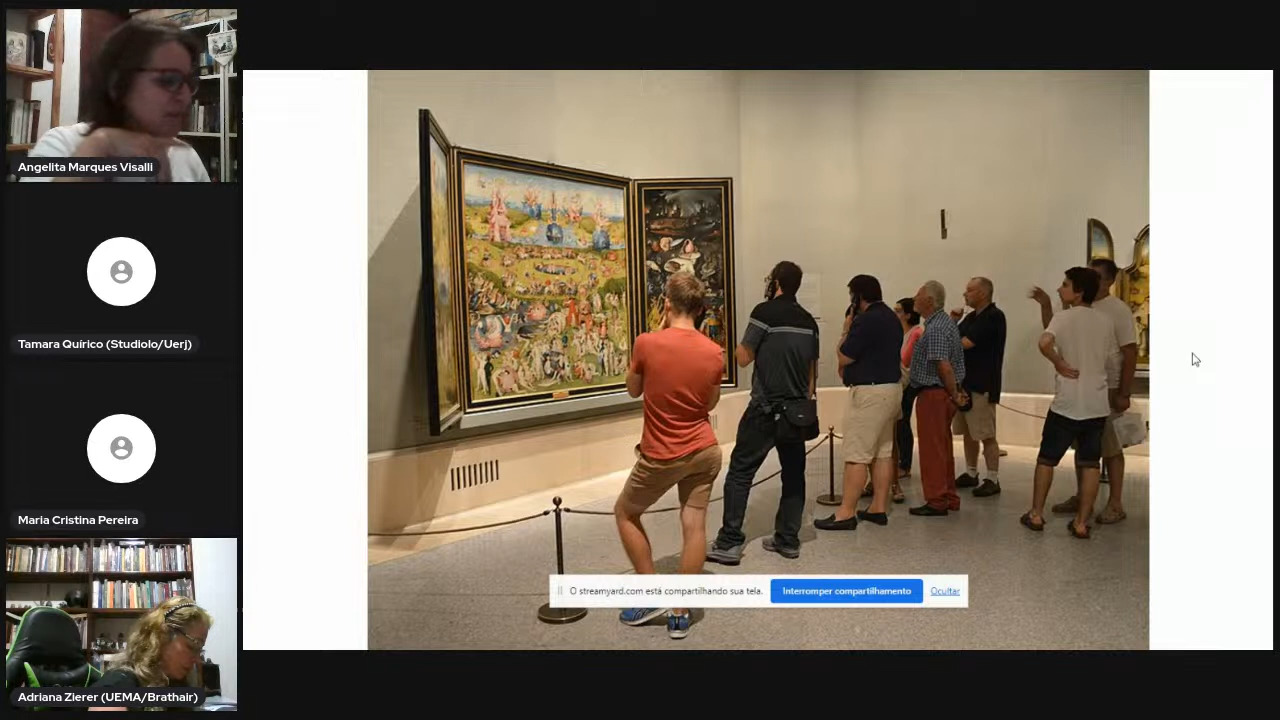 Angelita Marques Visalli
Tamara Quírico (Studiolo/Uerj)
Maria Cristina Pereira
Adriana Zierer (UEMA/Brathair)
O streamyard.com está compartilhando sua tela.
Interromper compartilhamento
Ocultar